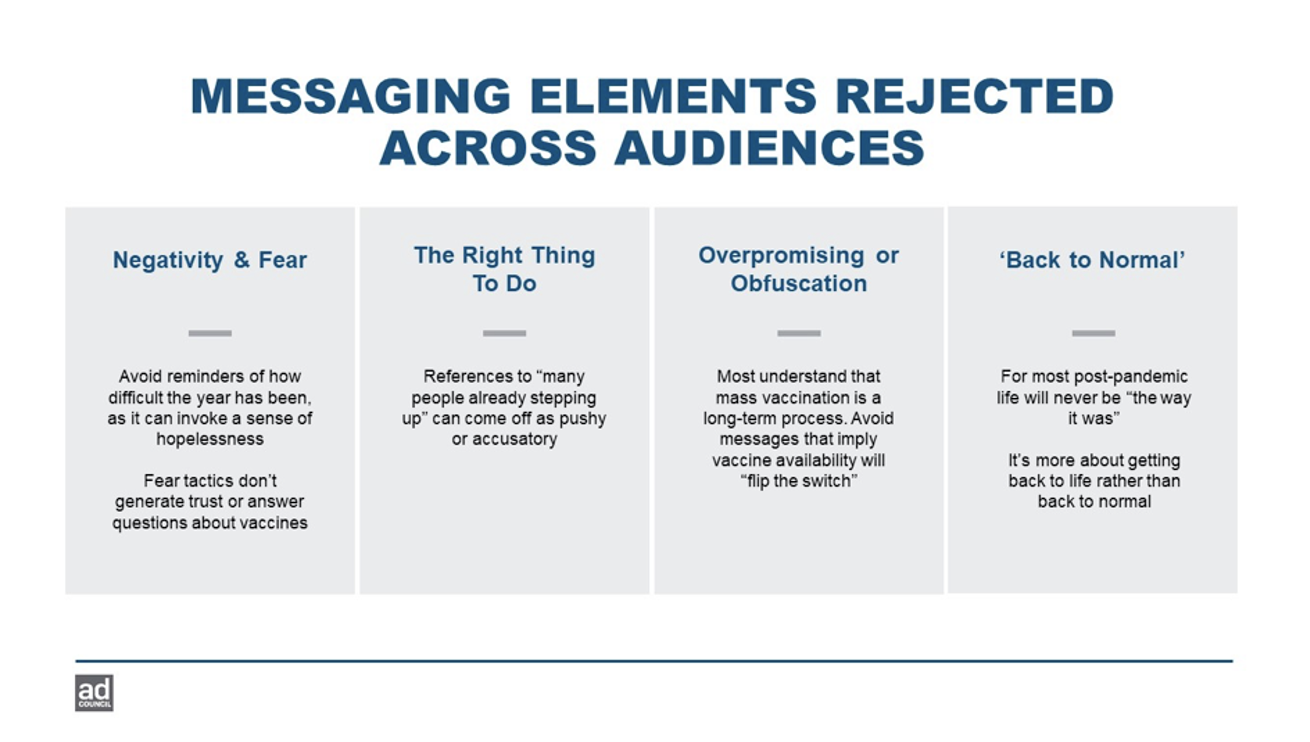 MESSAGING ELEMENTS REJECTED
ACROSS AUDIENCES
Negativity & Fear
Avoid reminders of how
difficult the year has been,
as it can invoke a sense of
hopelessness
Fear tactics don’t
generate trust or answer
questions about vaccines
The Right Thing
To Do
References to “many
people already stepping
up” can come off as pushy
or accusatory
Overpromising or
Obfuscation
Most understand that
mass vaccination is a
long-term process. Avoid
messages that imply
vaccine availability will
“flip the switch”
‘Back to Normal’
For most post-pandemic
life will never be “the way
it was”
It’s more about getting
back to life rather than
back to normal
ad
COUNCIL